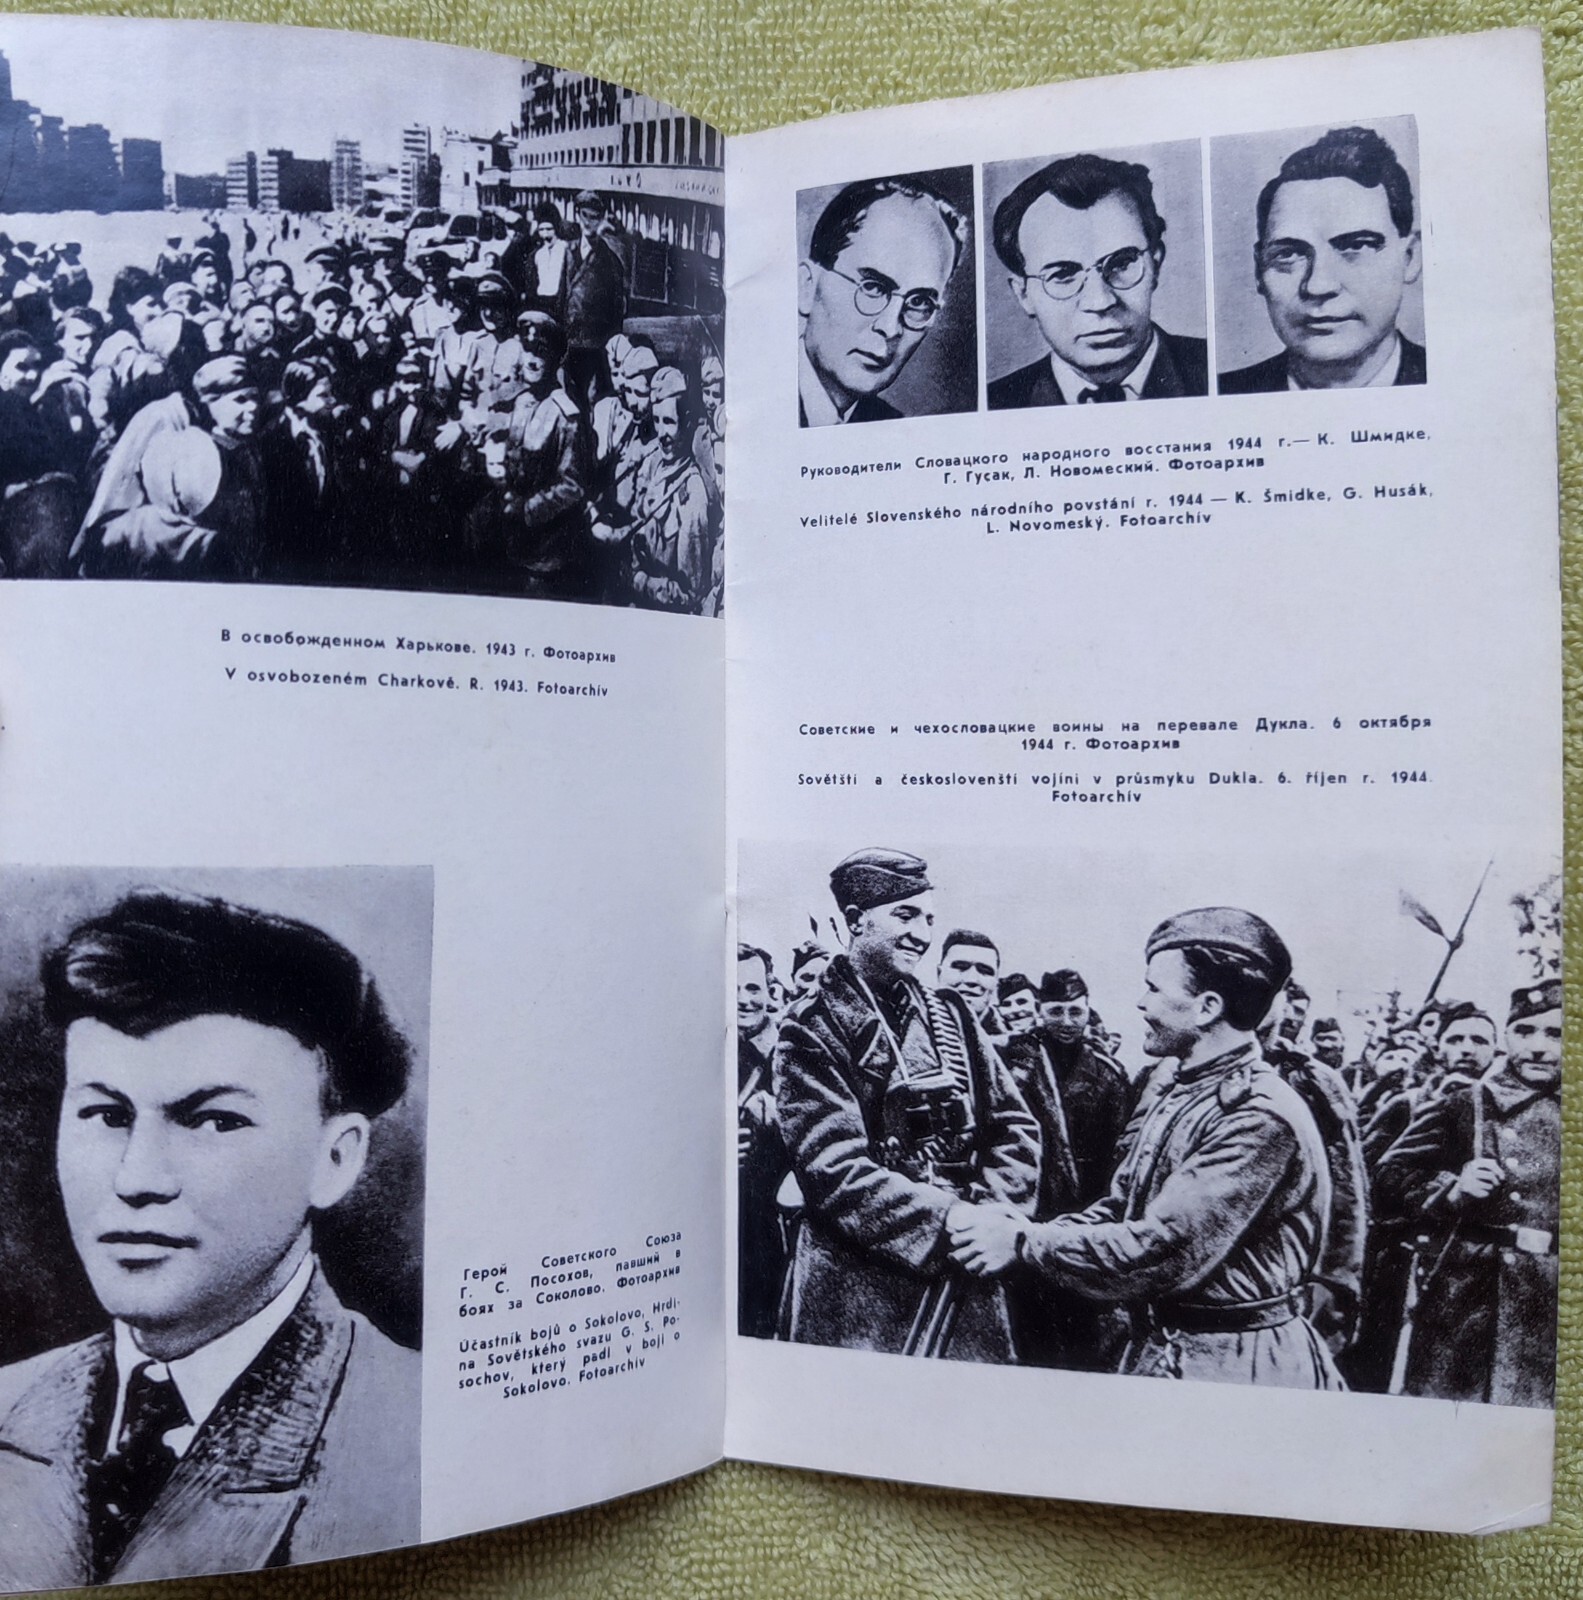 В освобожденном Харькове. 1943 г. Фотоархив
V osvobozeném Charkově. R. 1943. Fotoarchív
Герой Советского Союза
Г. С. Посохов, павший в
боях за Соколово. Фотоархив
Účastník bojů o Sokolovo, Hrdi-
na Sovětského svazu G. S. Po-
sochov, který padl v boji o
Sokolovo. Fotoarchív
Руководители Словацкого народного восстания 1944 г.— К. Шмидке,
Г. Гусак, Л. Новомеский. Фотоархив
Velitelé Slovenského národního povstání r. 1944 — K. Šmidke, G. Husák,
L. Novomeský. Fotoarchív
Советские и чехословацкие воины на перевале Дукла. 6 октября
1944 г. Фотоархив
Sovětští a českoslovenští vojíni v průsmyku Dukla. 6. říjen r. 1944.
Fotoarchív